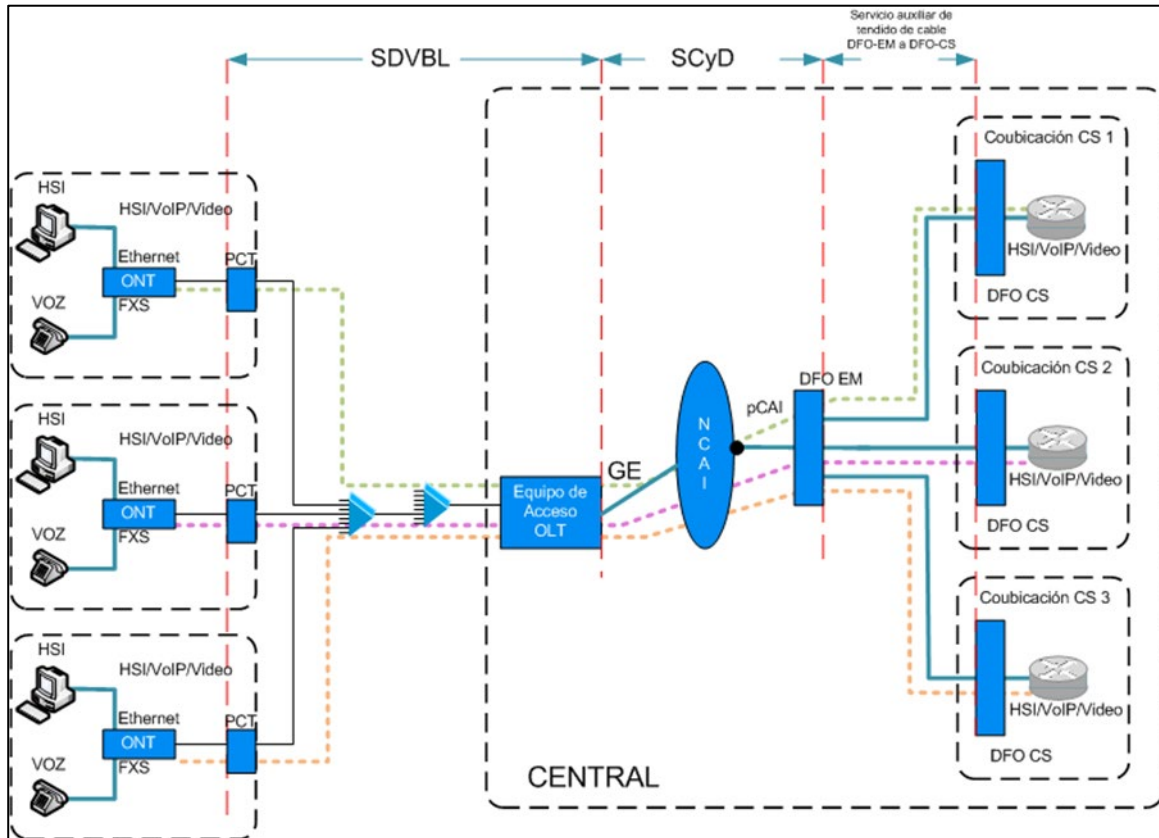 Servicio auxiliar de
tendido de cable
DFO-EM a DFO-CS
SDVBL
SCyD
HSI
HSI/VoIP/Video
Ethernet
PCT
ONT
VOZ
FXS
HSI
HSI/VoIP/Video
Ethernet
PCT
ONT
VOZ
FXS
HSI
HSI/VoIP/Video
Ethernet
PCT
ONT
VOZ
FXS
Equipo de
Acceso
OLT
GE
NCAI
pCAI
DFO EM
Coubicación CS 1
HSI/VoIP/Video
DFO CS
Coubicación CS 2
HSI/VoIP/Video
DFO CS
Coubicación CS 3
HSI/VoIP/Video
DFO CS
CENTRAL